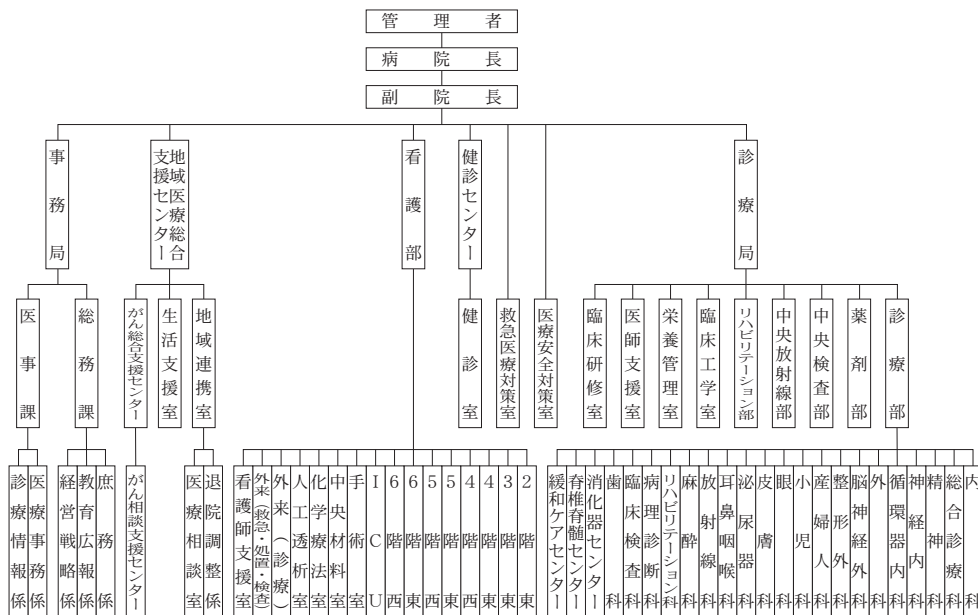 管理者
病院長
副院長
診療局
健診センター
看護部
地域医療総合
支援センター
事務局
診療部
薬剤部
中央検査部
中央放射線部
リハビリテーション部
臨床工学室
栄養管理室
医師支援室
臨床研修室
医療安全対策室
救急医療対策室
健診室
地域連携室
生活支援室
がん総合支援センター
総務課
医事課
内科
総合診療科
精神科
神経内科
循環器内科
外科
脳神経外科
整形外科
産婦人科
小児科
眼科
皮膚科
泌尿器科
耳鼻咽喉科
放射線科
麻酔科
リハビリテーション科
病理診断科
臨床検査科
歯科
消化器センター
脊椎脊髄センター
緩和ケアセンター
2階東
3階東
4階東
4階西
5階東
5階西
6階東
6階西
ICU
手術室
中央材料室
化学療法室
人工透析室
外来（診療）
外来（救急・処置・検査）
看護師支援室
退院調整係
医療相談室
がん相談支援センター
庶務係
教育広報係
経営戦略係
医療事務係
診療情報係